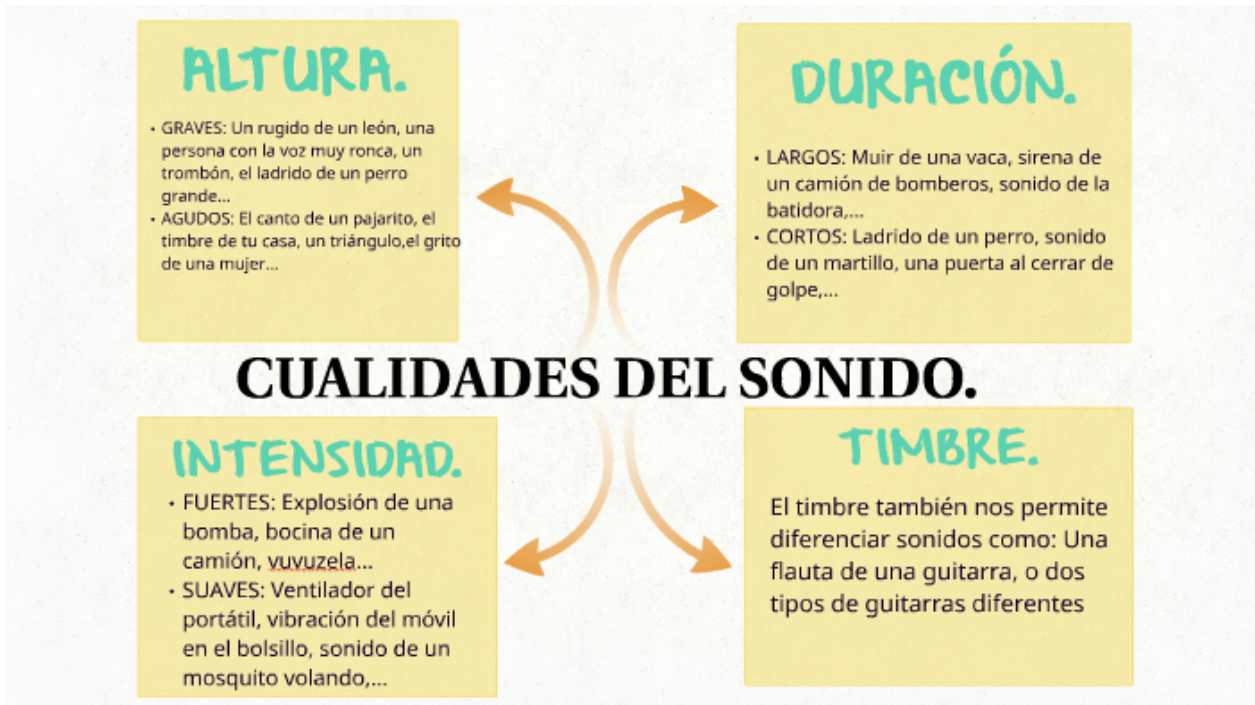 ALTURA.
• GRAVES: Un rugido de un león, una
persona con la voz muy ronca, un
trombón, el ladrido de un perro
grande...
• AGUDOS: El canto de un pajarito, el
timbre de tu casa, un triángulo,el grito
de una mujer...
DURACIÓN.
• LARGOS: Muir de una vaca, sirena de
un camión de bomberos, sonido de la
batidora,...
• CORTOS: Ladrido de un perro, sonido
de un martillo, una puerta al cerrar de
golpe,...
CUALIDADES DEL SONIDO.
INTENSIDAD.
• FUERTES: Explosión de una
bomba, bocina de un
camión, vuvuzela...
• SUAVES: Ventilador del
portátil, vibración del móvil
en el bolsillo, sonido de un
mosquito volando,...
TIMBRE.
El timbre también nos permite
diferenciar sonidos como: Una
flauta de una guitarra, o dos
tipos de guitarras diferentes